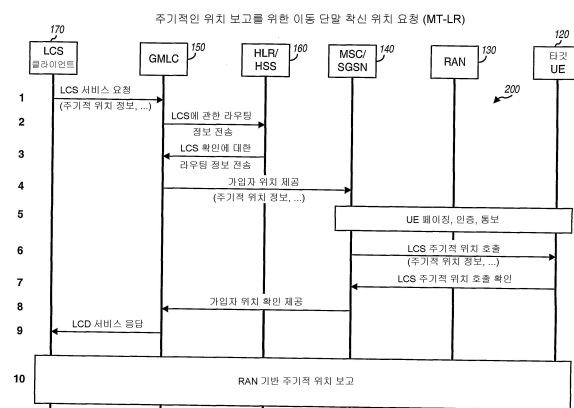 주기적인 위치 보고를 위한 이동 단말 착신 위치 요청 (MT-LR)
170
LCS
클라이언트
150
GMLC
160
HLR/
HSS
140
MSC/
SGSN
130
RAN
120
타깃
UE
200
1
LCS 서비스 요청
(주기적 위치 정보, ...)
2
LCS에 관한 라우팅
정보 전송
3
LCS 확인에 대한
라우팅 정보 전송
4
가입자 위치 제공
(주기적 위치 정보, ...)
5
UE 페이징, 인증, 통보
6
LCS 주기적 위치 호출
(주기적 위치 정보, ...)
7
LCS 주기적 위치 호출 확인
8
가입자 위치 확인 제공
9
LCD 서비스 응답
10
RAN 기반 주기적 위치 보고